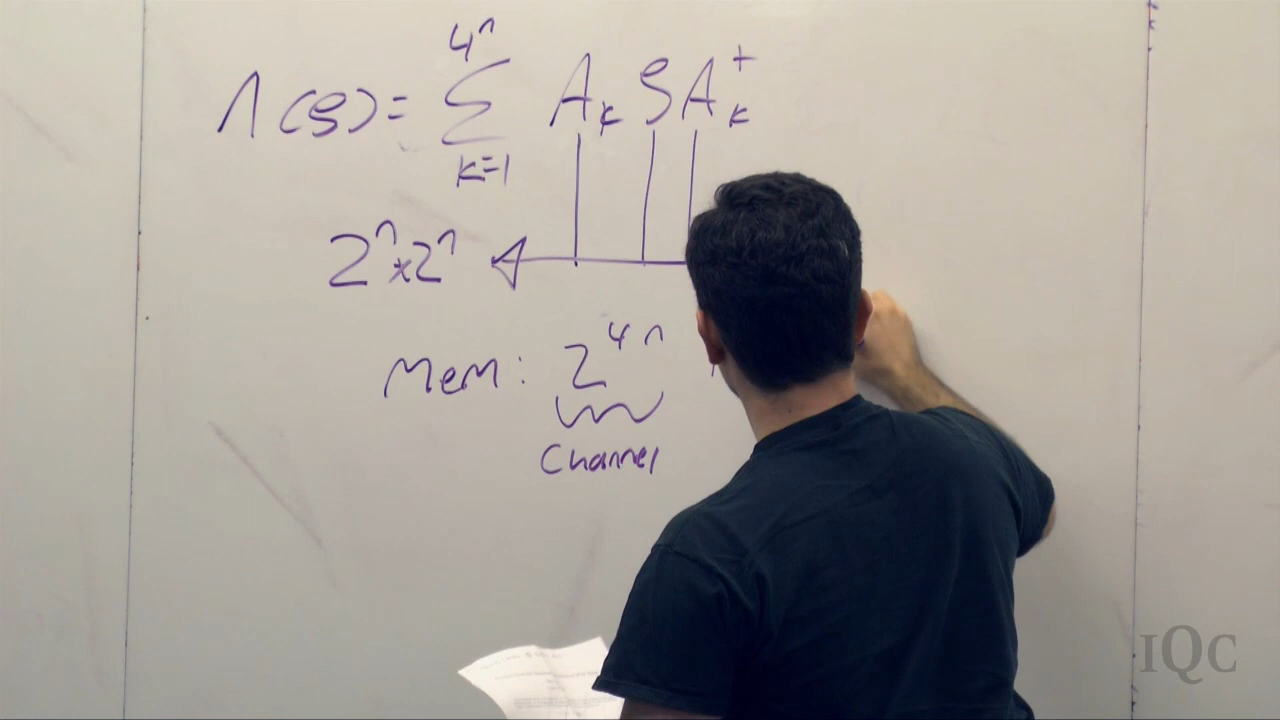 4^n
Λ(ρ) = ∑ A_k ρ A_k^†
k=1
2^n × 2^n
Mem: 2^4n
Channel
IQC